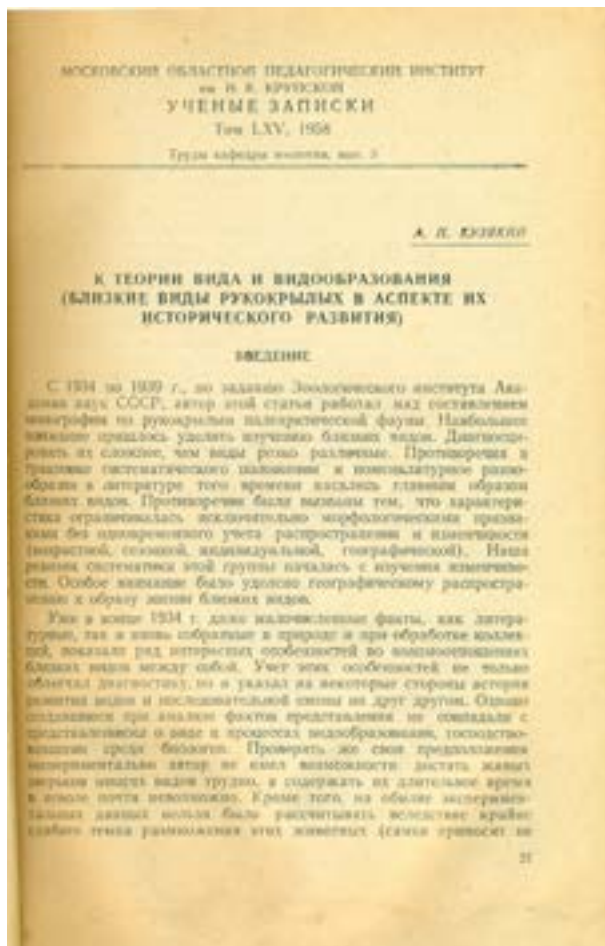 МОСКОВСКИЙ ОБЛАСТНОЙ ПЕДАГОГИЧЕСКИЙ ИНСТИТУТ
им. Н. К. КРУПСКОЙ
УЧЕНЫЕ ЗАПИСКИ
Том LXV, 1958
Труды кафедры зоологии, вып. 3
А. П. КУЗЯКИН
К ТЕОРИИ ВИДА И ВИДООБРАЗОВАНИЯ
(БЛИЗКИЕ ВИДЫ РУКОКРЫЛЫХ В АСПЕКТЕ ИХ
ИСТОРИЧЕСКОГО РАЗВИТИЯ)
ВВЕДЕНИЕ
С 1934 по 1939 г., по заданию Зоологического института Ака-
демии наук СССР, автор этой статьи работал над составлением
монографии по рукокрылым палеарктической фауны. Наибольшее
внимание пришлось уделить изучению близких видов. Диагносци-
ровать их сложнее, чем виды резко различные. Противоречия в
трактовке систематического положения и номенклатурное разно-
образие в литературе того времени касались главным образом
близких видов. Противоречия были вызваны тем, что характери-
стика ограничивалась исключительно морфологическими призна-
ками без одновременного учета распространения и изменчивости
(возрастной, сезонной, индивидуальной, географической). Наша
ревизия систематики этой группы началась с изучения изменчиво-
сти. Особое внимание было уделено географическому распростра-
нению и образу жизни близких видов.
Уже в конце 1934 г. даже малочисленные факты, как литера-
турные, так и вновь собранные в природе и при обработке коллек-
ций, показали ряд интересных особенностей во взаимоотношениях
близких видов между собой. Учет этих особенностей не только
облегчал диагностику, но и указал на некоторые стороны истории
развития видов и последовательной смены их друг другом. Однако
создавшиеся при анализе фактов представления не совпадали с
представлениями о виде и процессах видообразования, господство-
вавшими среди биологов. Проверить же свои предположения
экспериментально автор не имел возможности: достать живых
зверьков многих видов трудно, а содержать их длительное время
в неволе почти невозможно. Кроме того, на обилие эксперимен-
тальных данных нельзя было рассчитывать вследствие крайне
слабого темпа размножения этих животных (самки приносят не
21